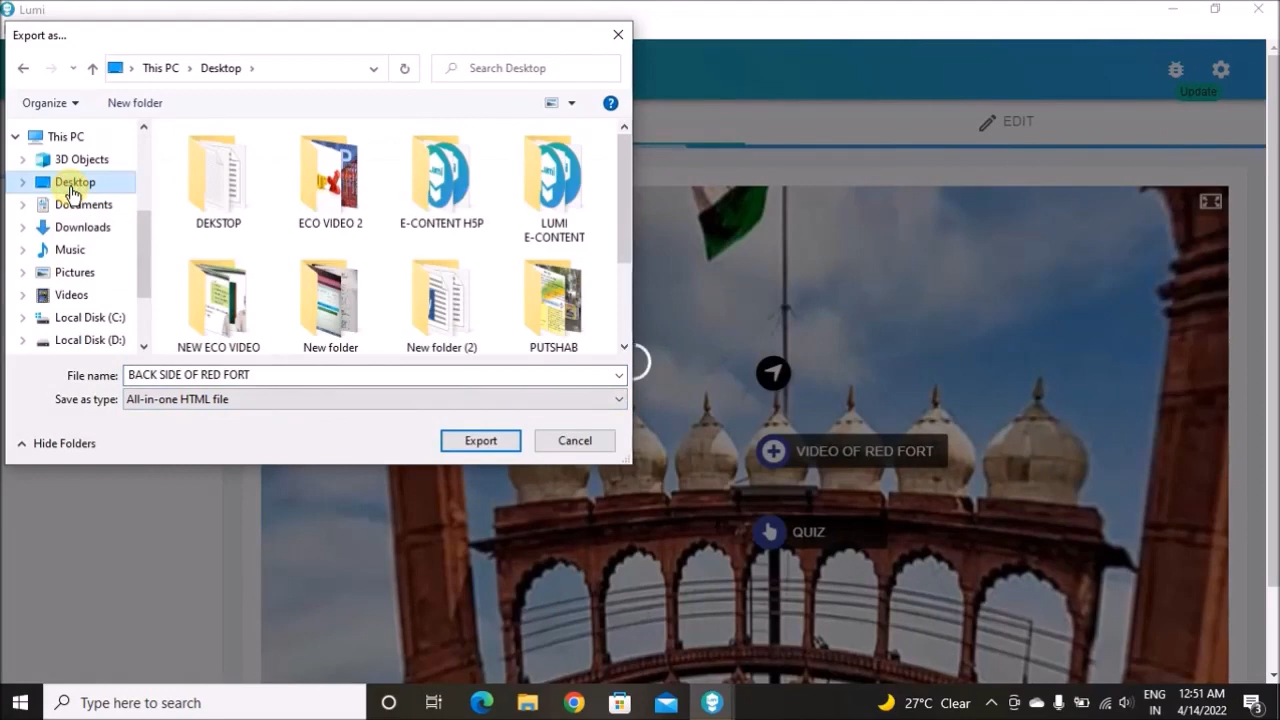 Lumi
Export as...
This PC
Desktop
Search Desktop
Organize
New folder
Update
EDIT
This PC
3D Objects
Desktop
Documents
Downloads
Music
Pictures
Videos
Local Disk (C:)
Local Disk (D:)
DEKSTOP
ECO VIDEO 2
E-CONTENT H5P
LUMI
E-CONTENT
NEW ECO VIDEO
New folder
New folder (2)
PUTSHAB
File name: BACK SIDE OF RED FORT
Save as type: All-in-one HTML file
Hide Folders
Export
Cancel
VIDEO OF RED FORT
QUIZ
Type here to search
27°C Clear
ENG
IN
12:51 AM
4/14/2022
3